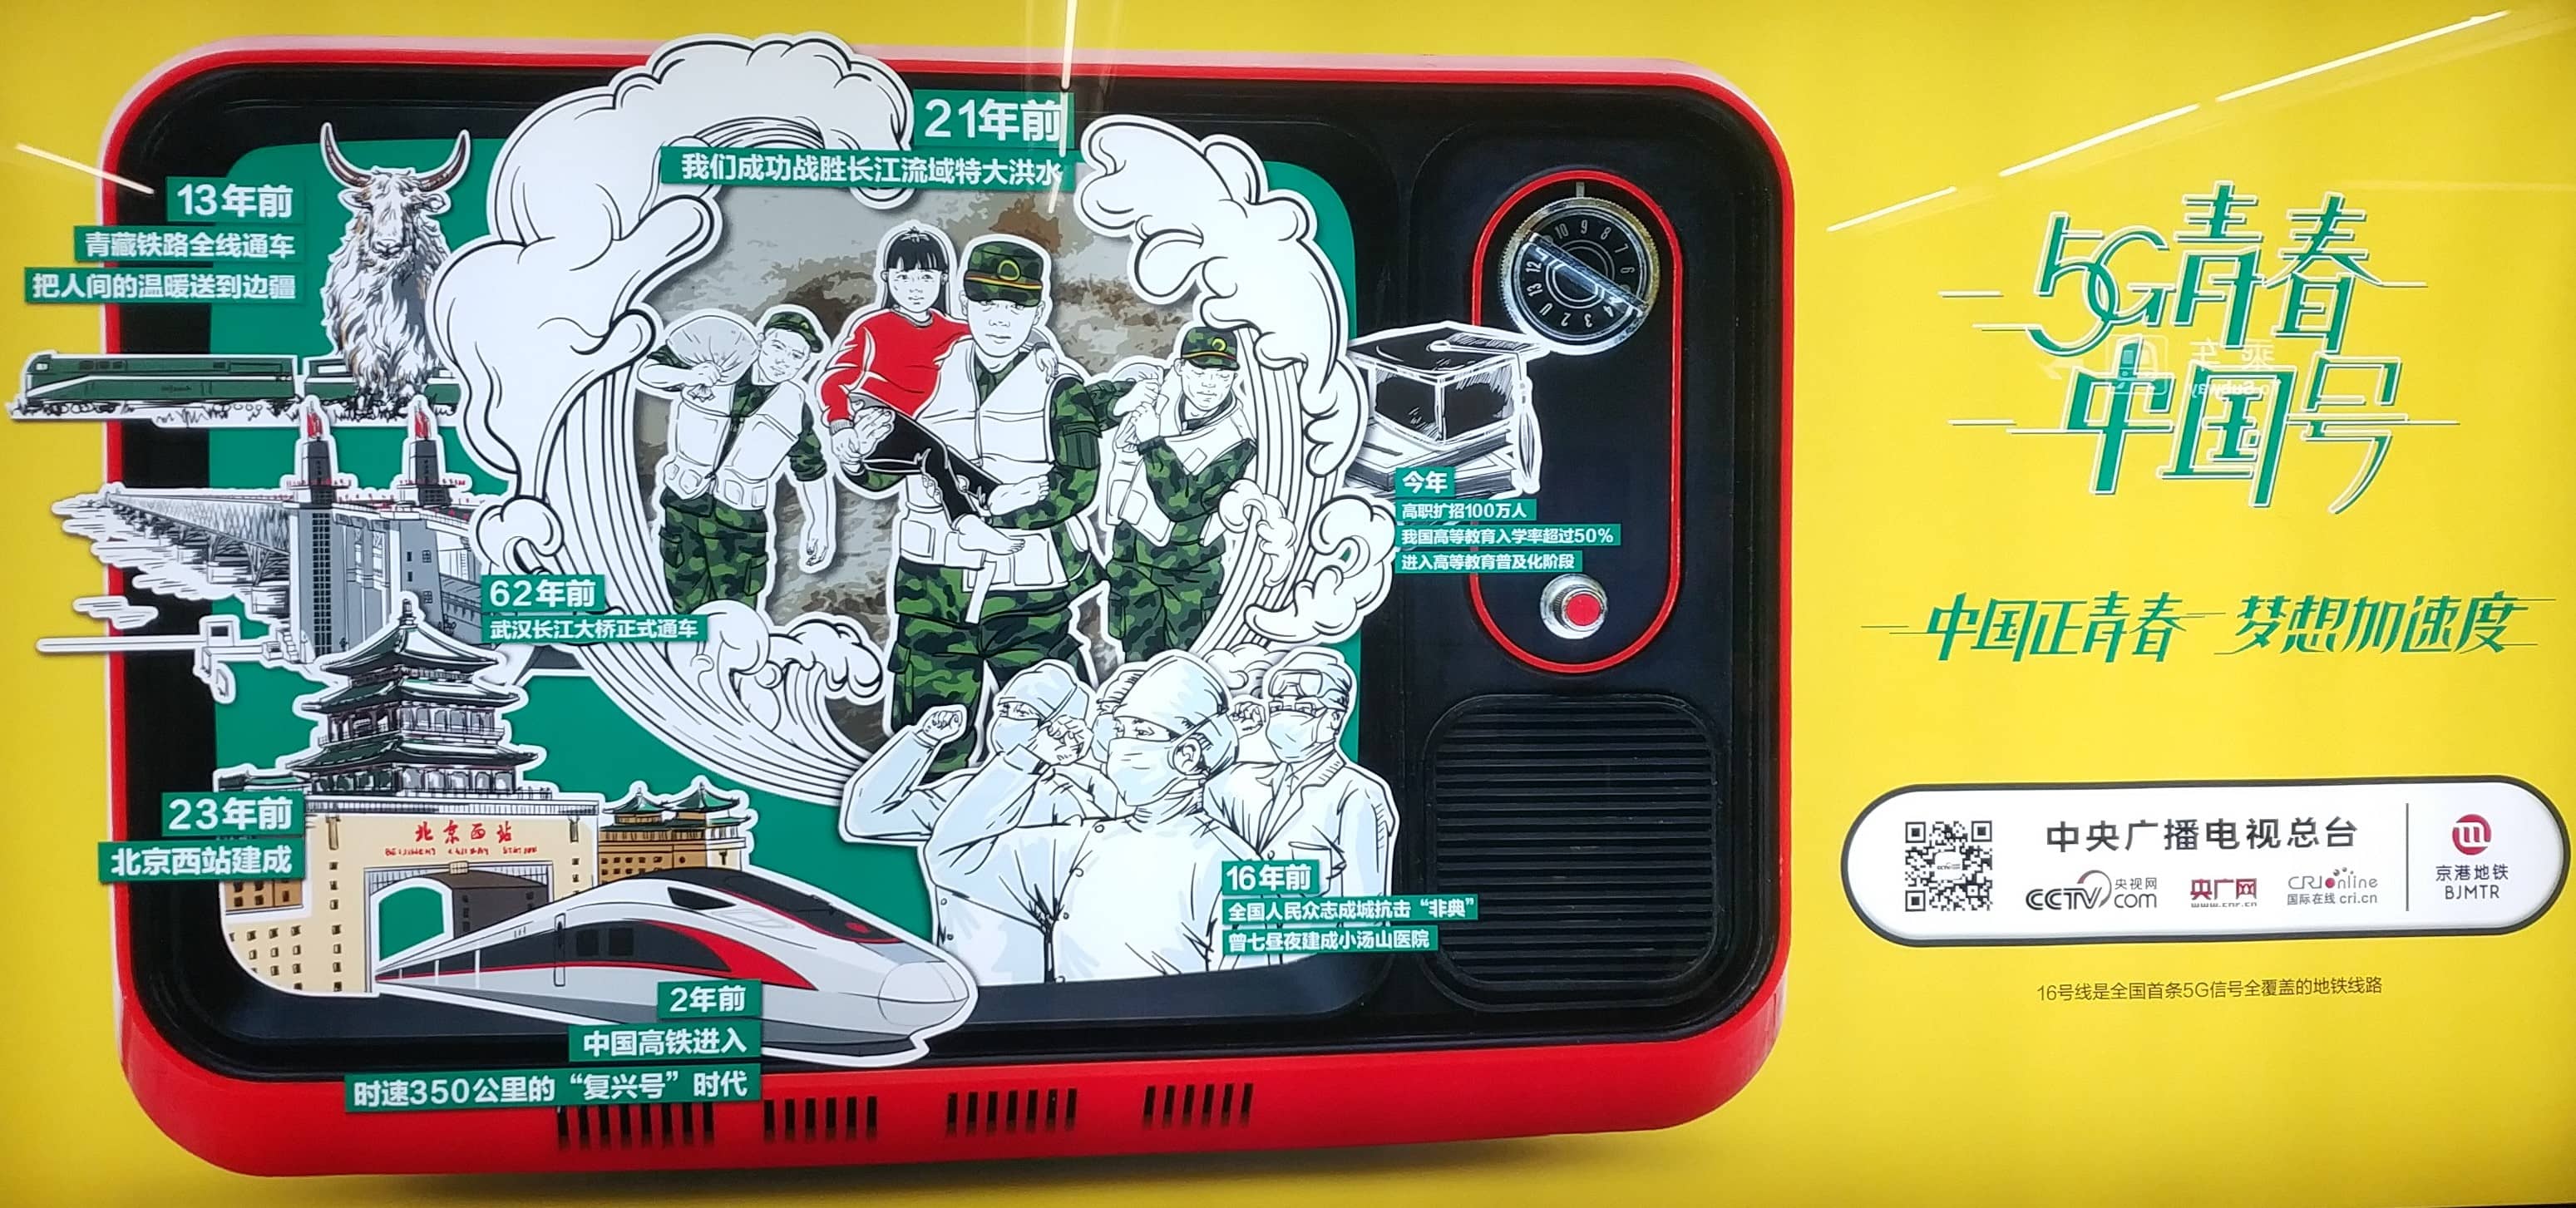 21年前
我们成功战胜长江流域特大洪水
13年前
青藏铁路全线通车
把人间的温暖送到边疆
62年前
武汉长江大桥正式通车
23年前
北京西站建成
北京西站
2年前
中国高铁进入
时速350公里的“复兴号”时代
16年前
全国人民众志成城抗击“非典”
曾七昼夜建成小汤山医院
今年
高职扩招100万人
我国高等教育入学率超过50%
进入高等教育普及化阶段
5G青春
中国号
中国正青春 梦想加速度
中央广播电视总台
CCTV.com 央视网
央广网
www.cnr.cn
CRI online
国际在线 cri.cn
京港地铁
BJMTR
16号线是全国首条5G信号全覆盖的地铁线路